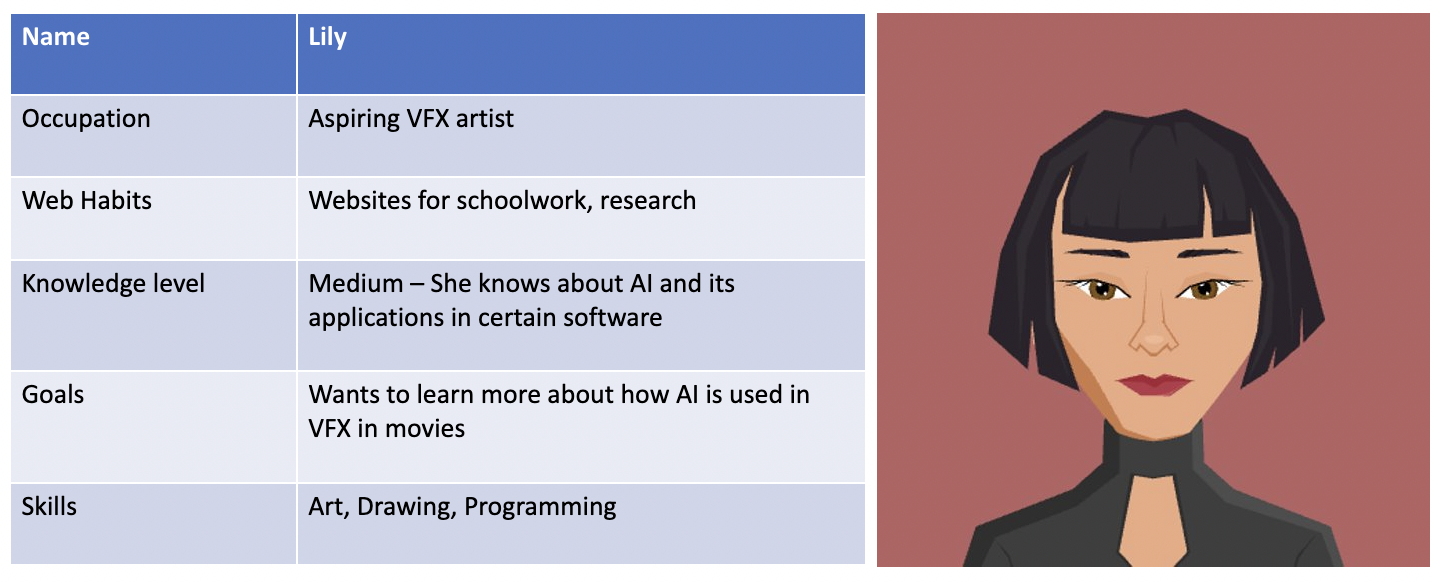 Name
Lily
Occupation
Aspiring VFX artist
Web Habits
Websites for schoolwork, research
Knowledge level
Medium – She knows about AI and its
applications in certain software
Goals
Wants to learn more about how AI is used in
VFX in movies
Skills
Art, Drawing, Programming